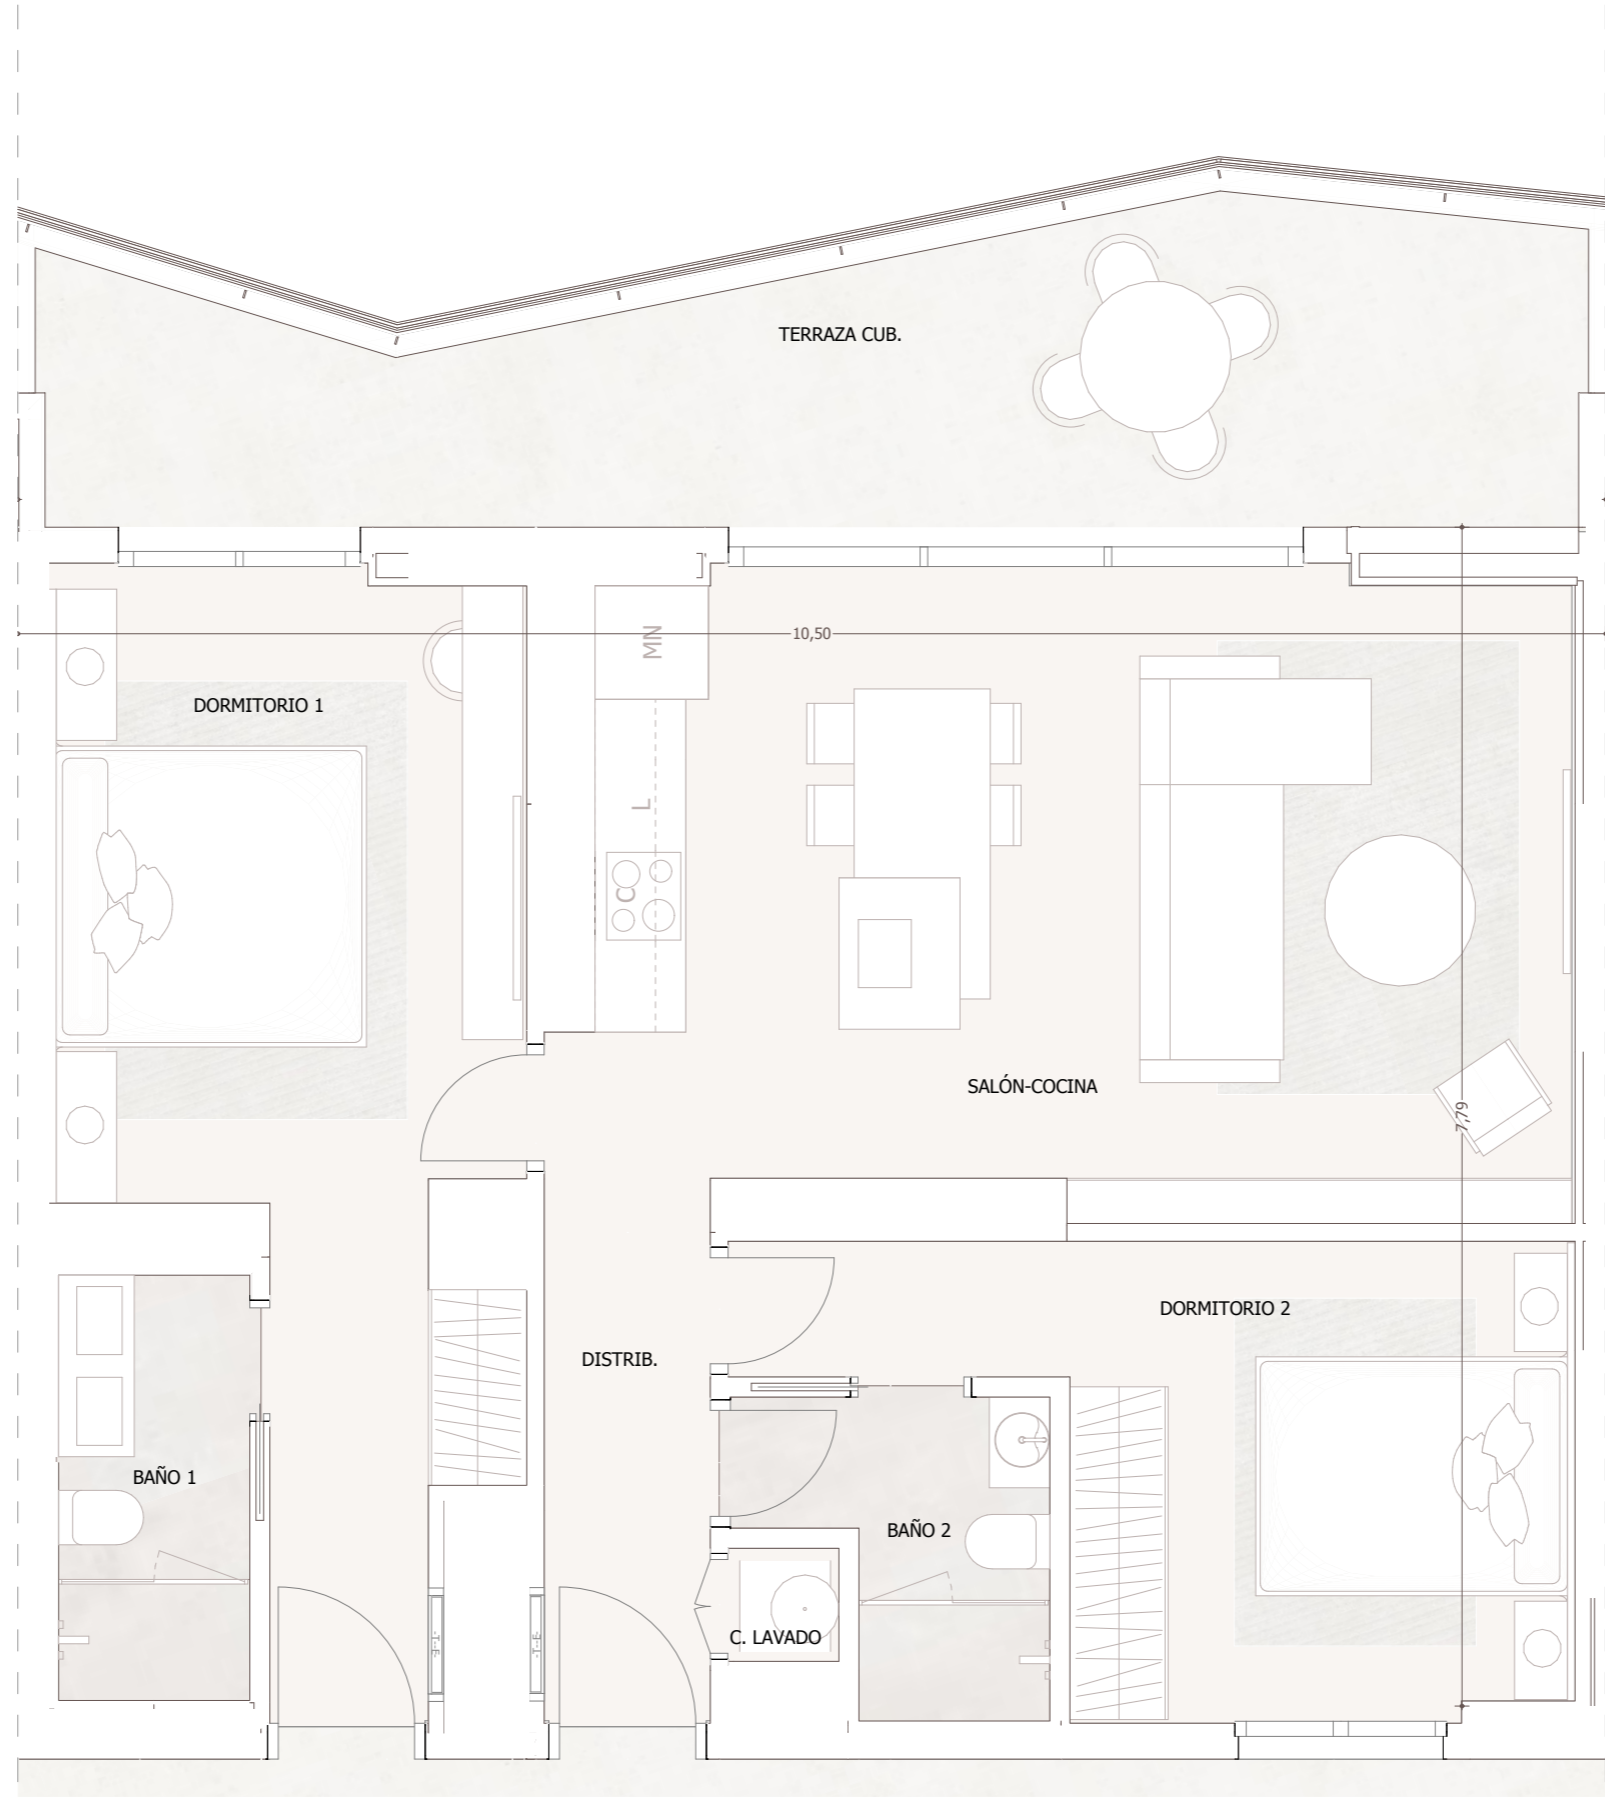 TERRAZA CUB.
10,50
MN
DORMITORIO 1
L
C
SALÓN-COCINA
7,79
DORMITORIO 2
DISTRIB.
BAÑO 1
BAÑO 2
C. LAVADO